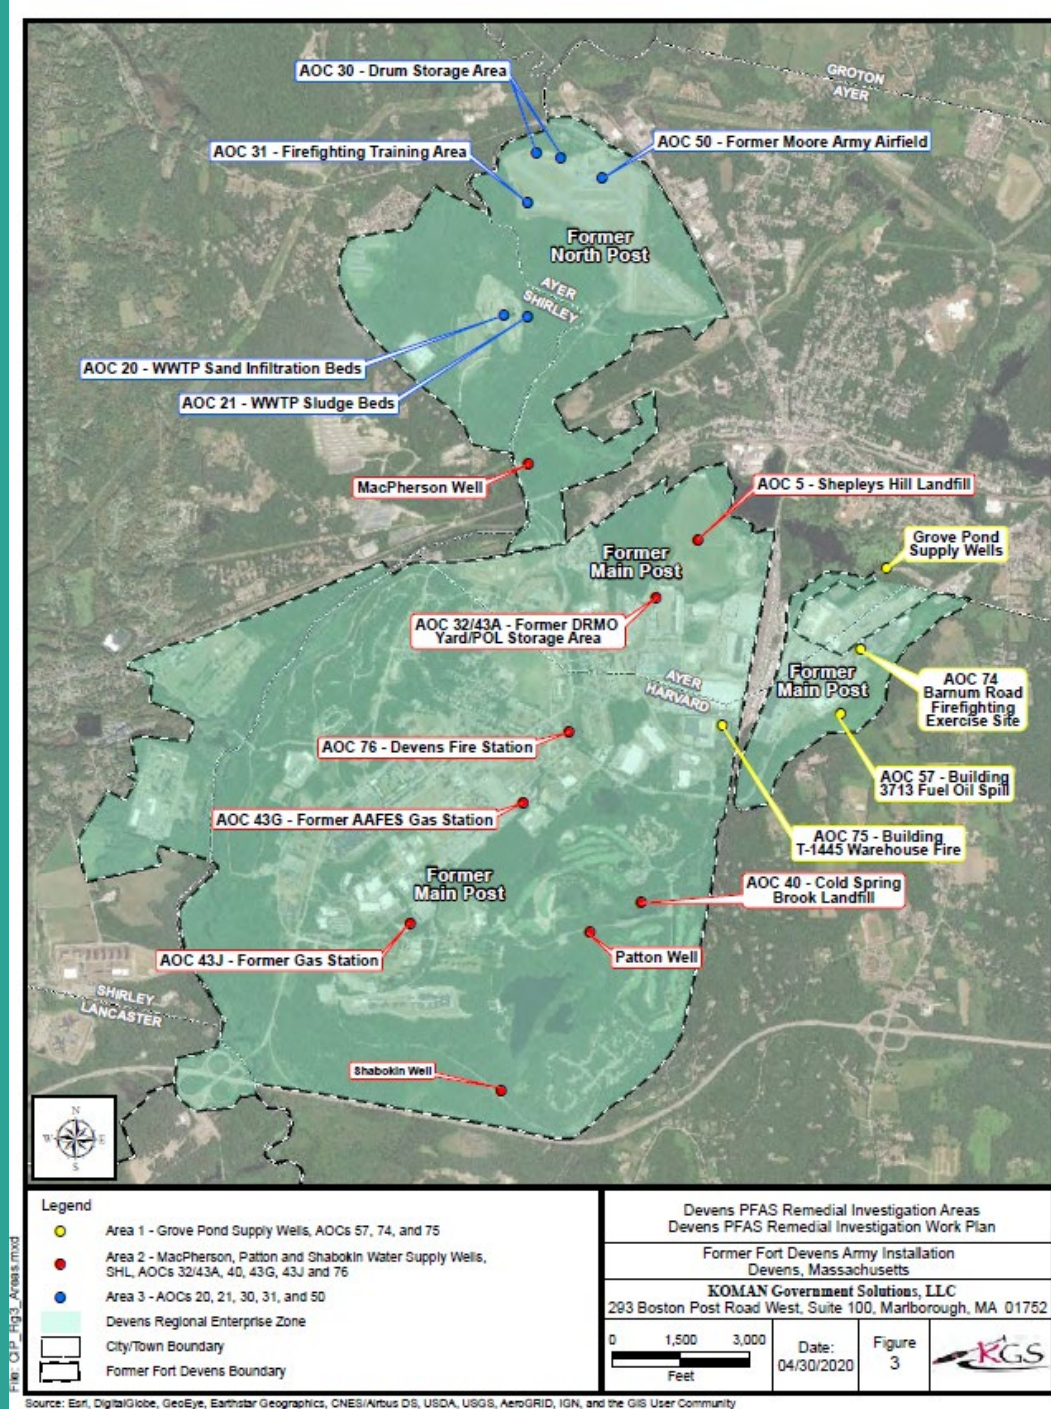 GROTON
AYER
AOC 30 - Drum Storage Area
AOC 31 - Firefighting Training Area
AOC 50 - Former Moore Army Airfield
Former
North Post
AYER
SHIRLEY
AOC 20 - WWTP Sand Infiltration Beds
AOC 21 - WWTP Sludge Beds
MacPherson Well
AOC 5 - Shepleys Hill Landfill
Grove Pond
Supply Wells
Former
Main Post
AOC 32/43A - Former DRMO
Yard/POL Storage Area
AYER
HARVARD
Former
Main Post
AOC 74
Barnum Road
Firefighting
Exercise Site
AOC 76 - Devens Fire Station
AOC 57 - Building
3713 Fuel Oil Spill
AOC 43G - Former AAFES Gas Station
AOC 75 - Building
T-1445 Warehouse Fire
Former
Main Post
AOC 40 - Cold Spring
Brook Landfill
AOC 43J - Former Gas Station
Patton Well
SHIRLEY
LANCASTER
Shabokin Well
N
W E
S
Legend
Area 1 - Grove Pond Supply Wells, AOCs 57, 74, and 75
Area 2 - MacPherson, Patton and Shabokin Water Supply Wells,
SHL, AOCs 32/43A, 40, 43G, 43J and 76
Area 3 - AOCs 20, 21, 30, 31, and 50
Devens Regional Enterprise Zone
City/Town Boundary
Former Fort Devens Boundary
Devens PFAS Remedial Investigation Areas
Devens PFAS Remedial Investigation Work Plan
Former Fort Devens Army Installation
Devens, Massachusetts
KOMAN Government Solutions, LLC
293 Boston Post Road West, Suite 100, Marlborough, MA 01752
0 1,500 3,000
Feet
Date:
04/30/2020
Figure
3
KGS
File: CIP_Fig3_Areas.mxd
Source: Esri, DigitalGlobe, GeoEye, Earthstar Geographics, CNES/Airbus DS, USDA, USGS, AeroGRID, IGN, and the GIS User Community